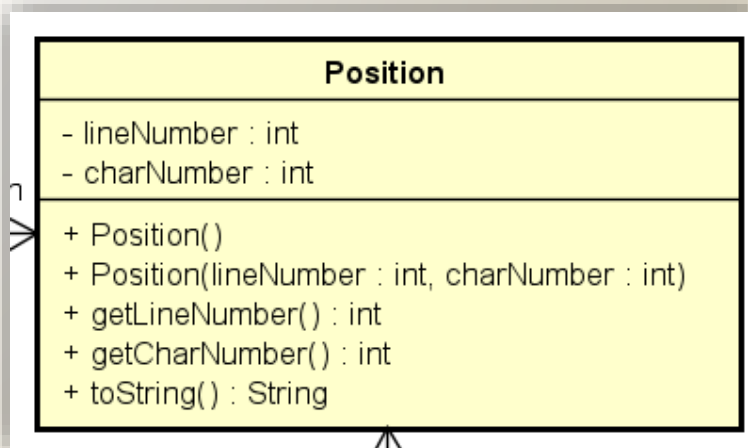 Position
- lineNumber : int
- charNumber : int
n
+ Position()
+ Position(lineNumber : int, charNumber : int)
+ getLineNumber() : int
+ getCharNumber() : int
+ toString() : String